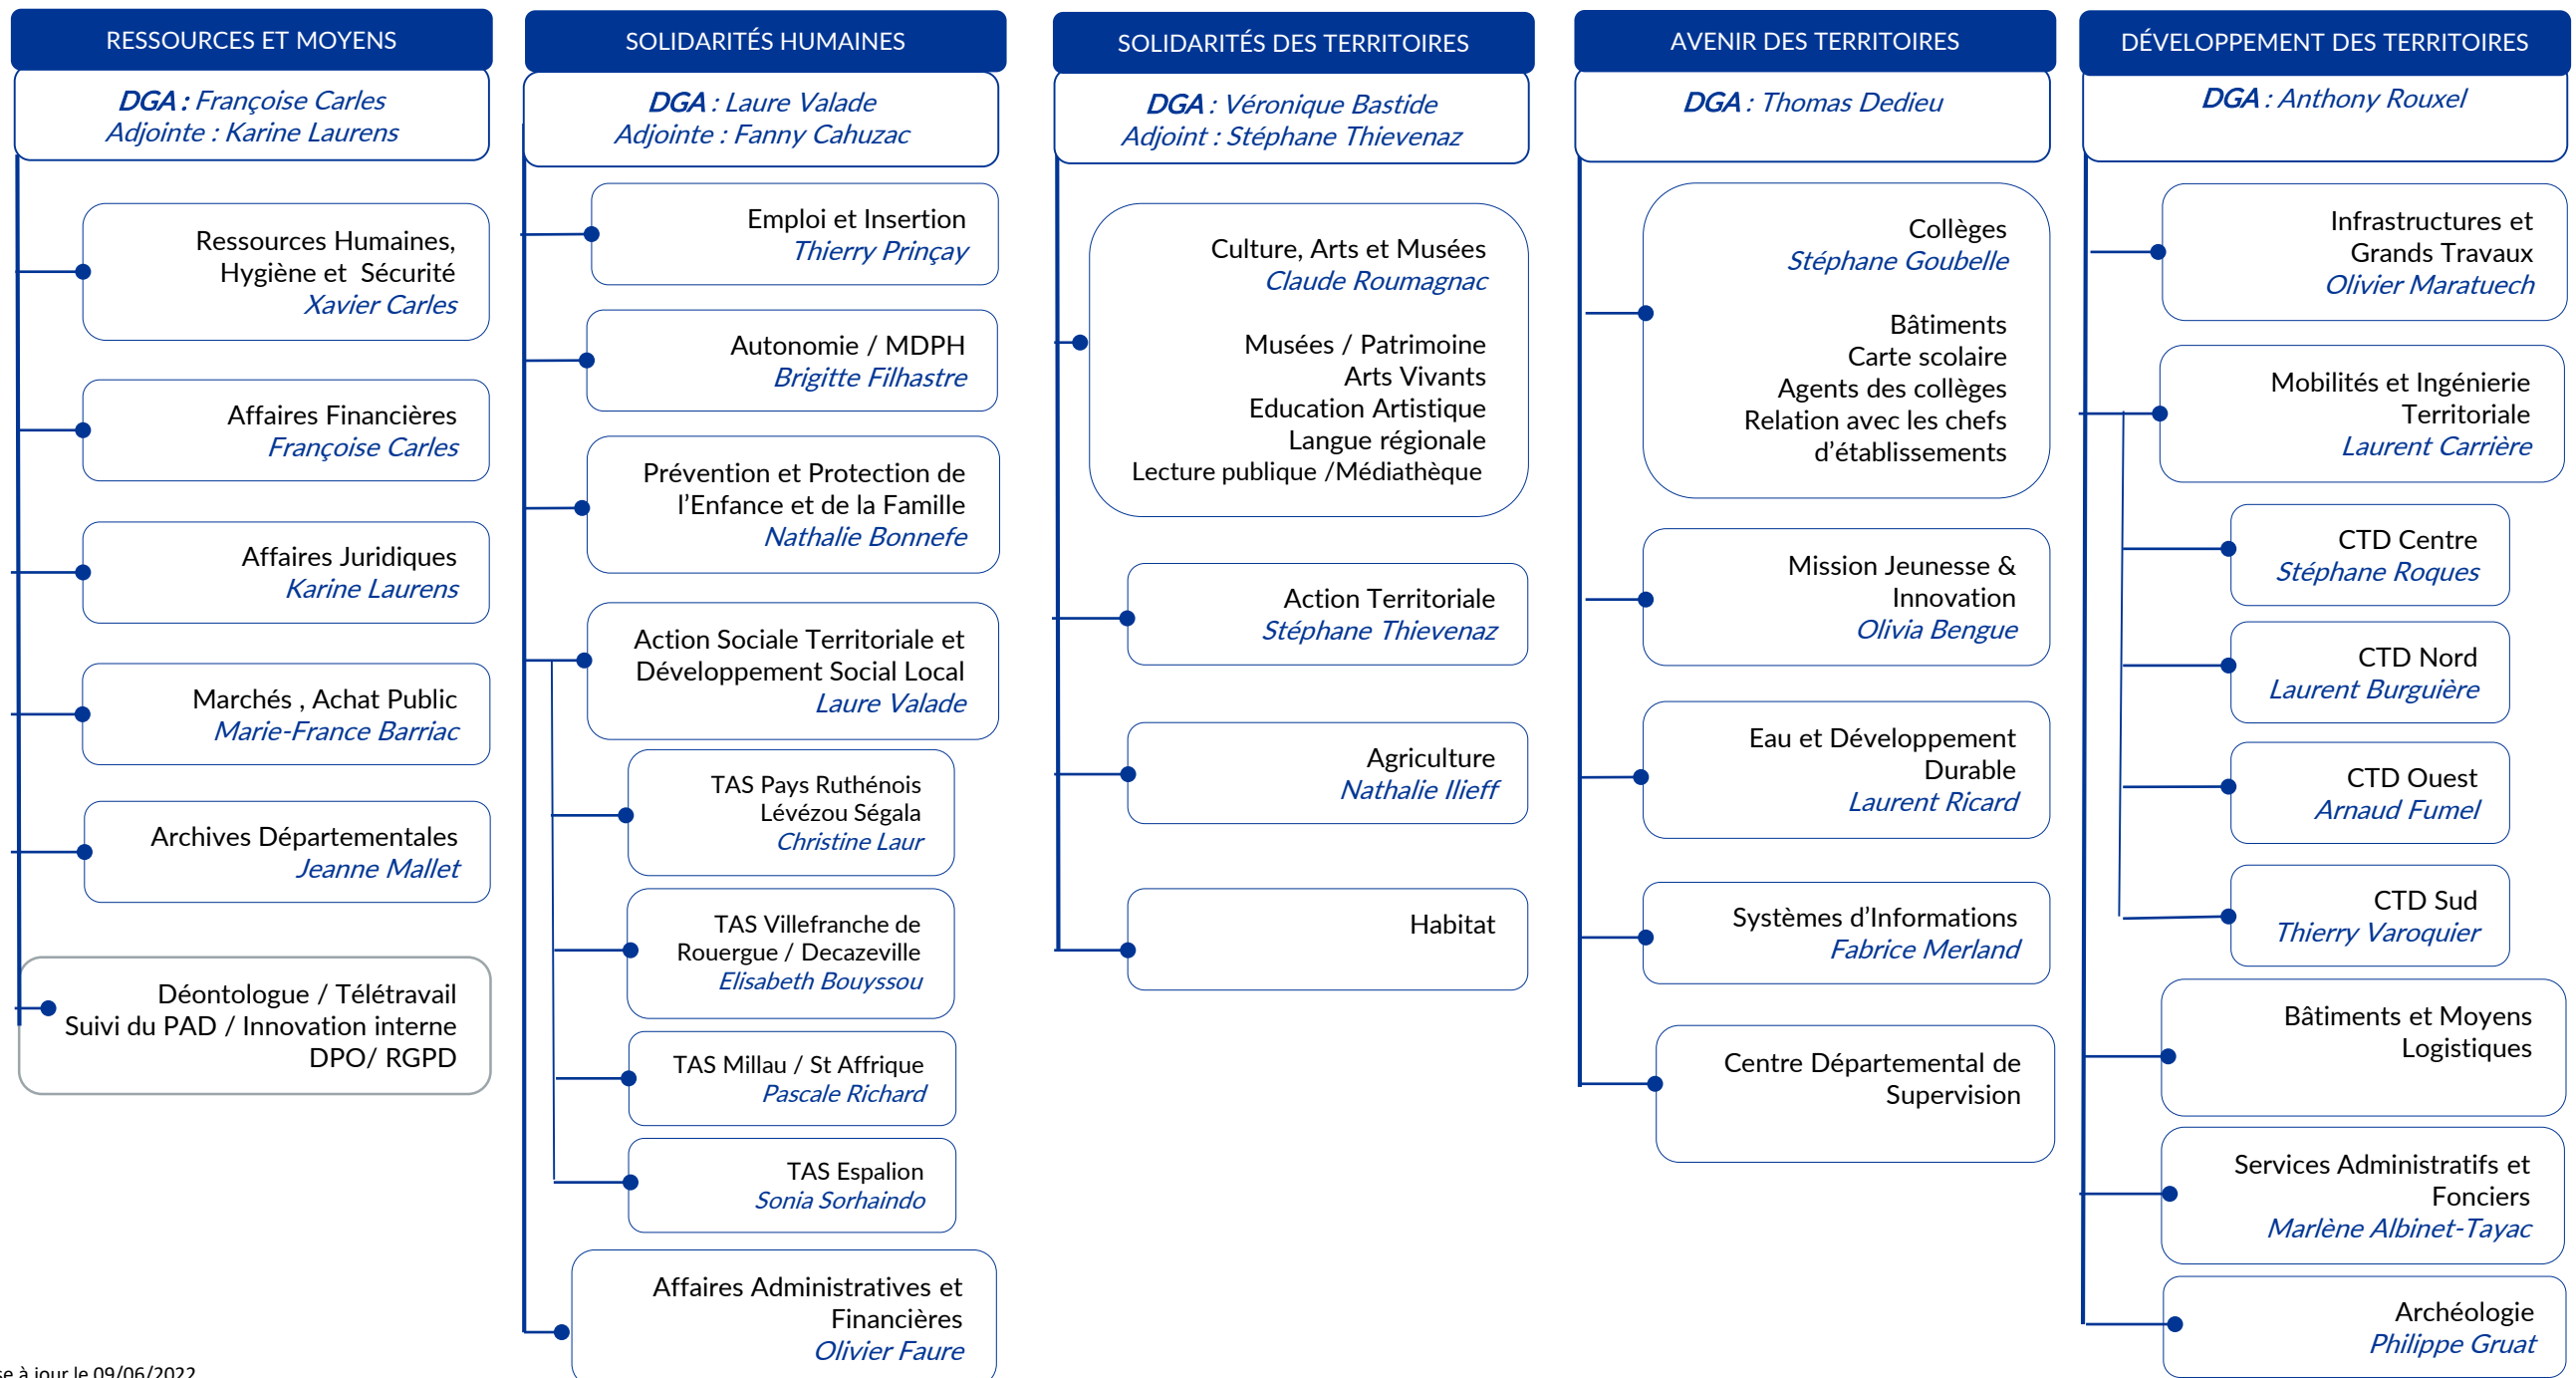 RESSOURCES ET MOYENS
DGA : Françoise Carles
Adjointe : Karine Laurens
Ressources Humaines,
Hygiène et Sécurité
Xavier Carles
Affaires Financières
Françoise Carles
Affaires Juridiques
Karine Laurens
Marchés , Achat Public
Marie-France Barriac
Archives Départementales
Jeanne Mallet
Déontologue / Télétravail
Suivi du PAD / Innovation interne
DPO/ RGPD
SOLIDARITÉS HUMAINES
DGA : Laure Valade
Adjointe : Fanny Cahuzac
Emploi et Insertion
Thierry Prinçay
Autonomie / MDPH
Brigitte Filhastre
Prévention et Protection de
l’Enfance et de la Famille
Nathalie Bonnefe
Action Sociale Territoriale et
Développement Social Local
Laure Valade
TAS Pays Ruthénois
Lévézou Ségala
Christine Laur
TAS Villefranche de
Rouergue / Decazeville
Elisabeth Bouyssou
TAS Millau / St Affrique
Pascale Richard
TAS Espalion
Sonia Sorhaindo
Affaires Administratives et
Financières
Olivier Faure
SOLIDARITÉS DES TERRITOIRES
DGA : Véronique Bastide
Adjoint : Stéphane Thievenaz
Culture, Arts et Musées
Claude Roumagnac
Musées / Patrimoine
Arts Vivants
Education Artistique
Langue régionale
Lecture publique /Médiathèque
Action Territoriale
Stéphane Thievenaz
Agriculture
Nathalie Ilieff
Habitat
AVENIR DES TERRITOIRES
DGA : Thomas Dedieu
Collèges
Stéphane Goubelle
Bâtiments
Carte scolaire
Agents des collèges
Relation avec les chefs
d’établissements
Mission Jeunesse &
Innovation
Olivia Bengue
Eau et Développement
Durable
Laurent Ricard
Systèmes d’Informations
Fabrice Merland
Centre Départemental de
Supervision
DÉVELOPPEMENT DES TERRITOIRES
DGA : Anthony Rouxel
Infrastructures et
Grands Travaux
Olivier Maratuech
Mobilités et Ingénierie
Territoriale
Laurent Carrière
CTD Centre
Stéphane Roques
CTD Nord
Laurent Burguière
CTD Ouest
Arnaud Fumel
CTD Sud
Thierry Varoquier
Bâtiments et Moyens
Logistiques
Services Administratifs et
Fonciers
Marlène Albinet-Tayac
Archéologie
Philippe Gruat
se à jour le 09/06/2022